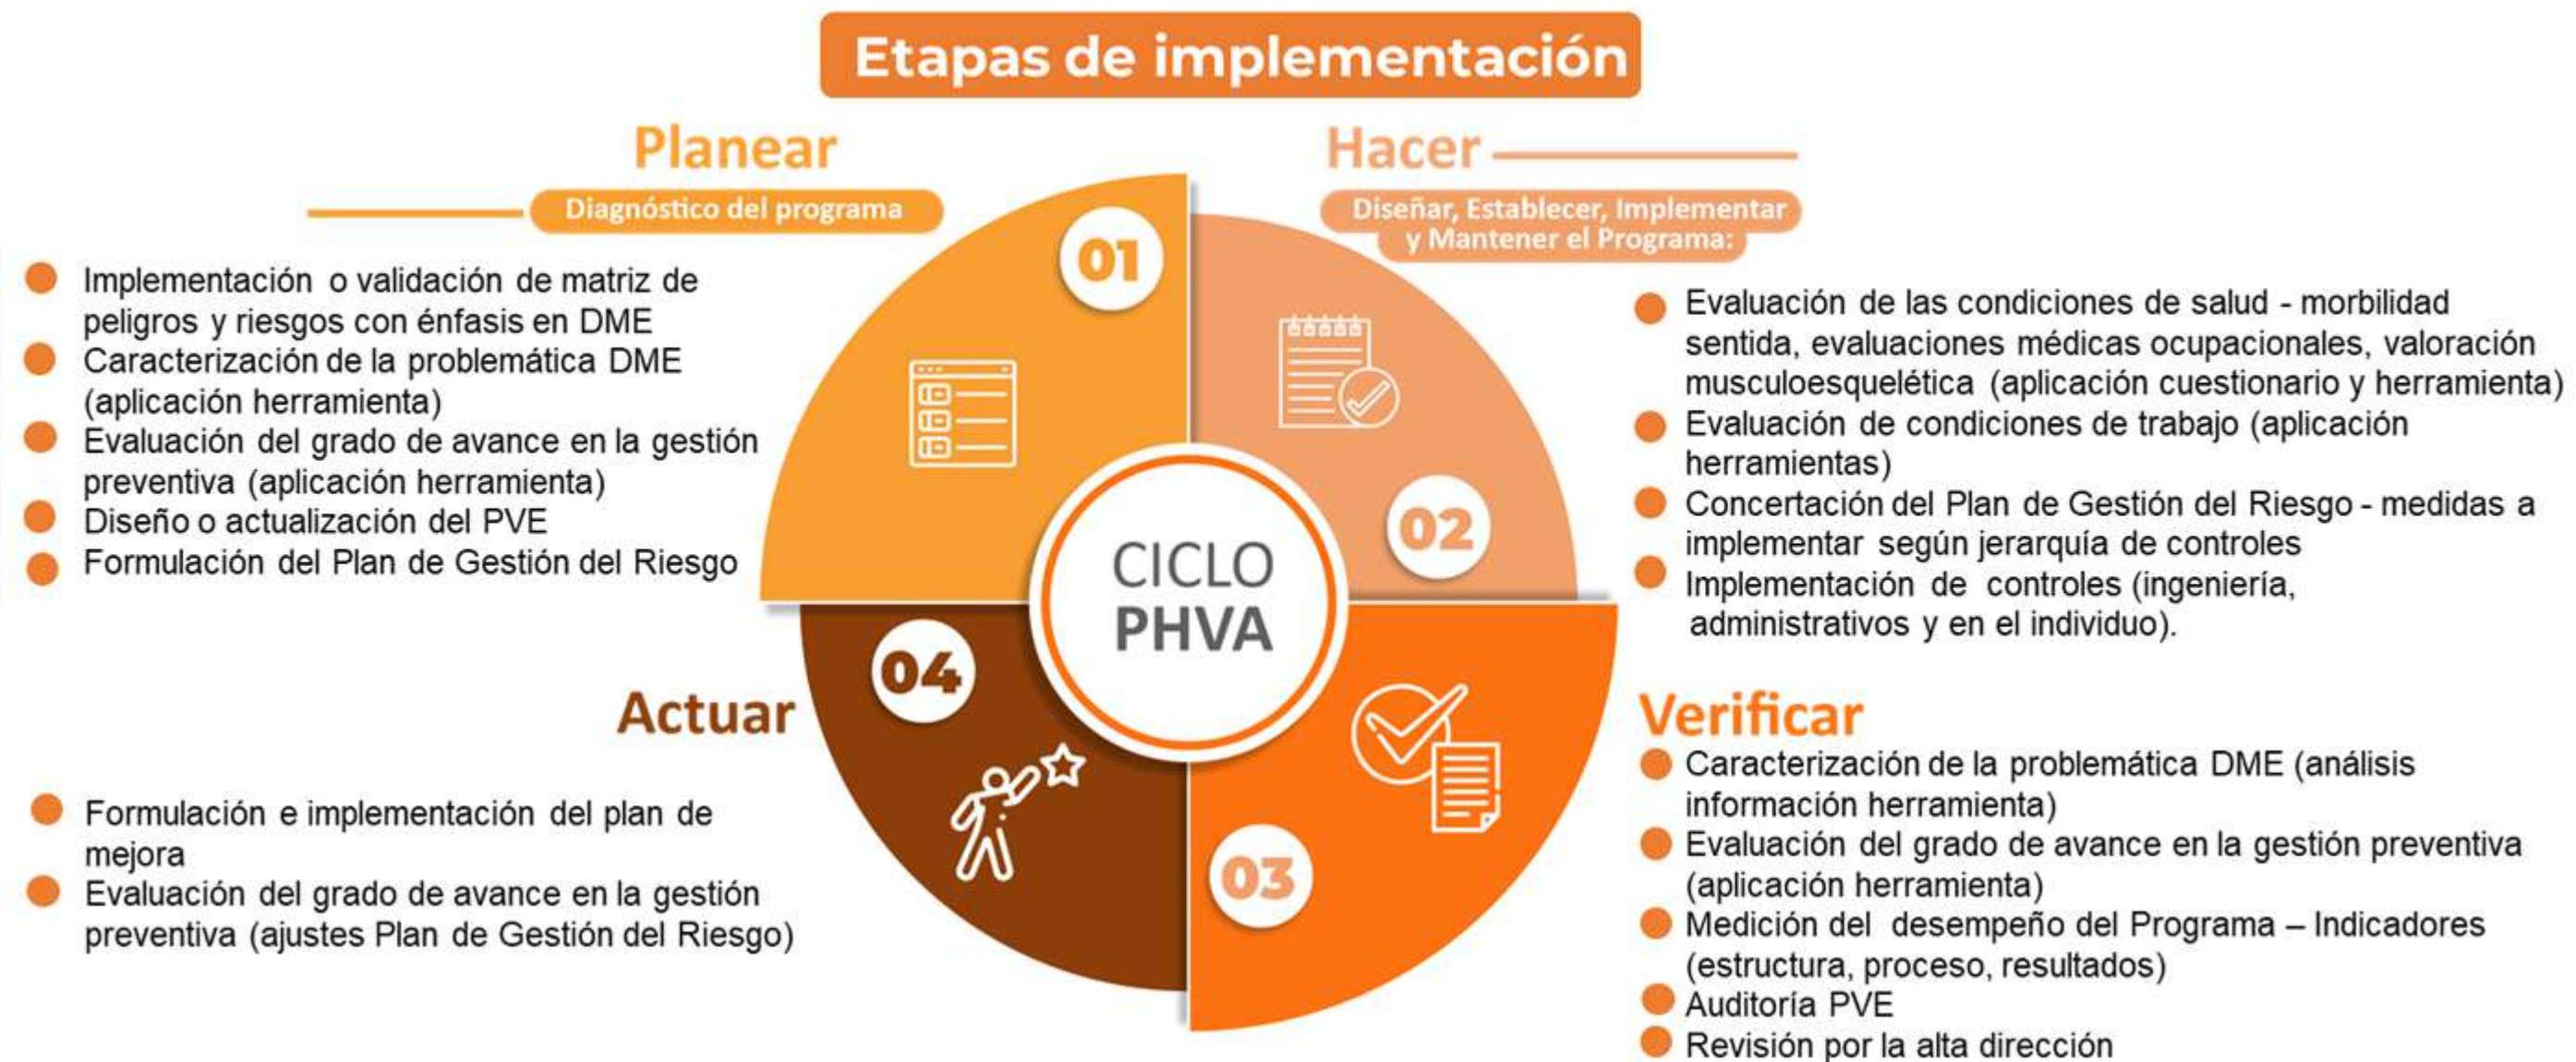 Etapas de implementación
Planear
Diagnóstico del programa
Implementación o validación de matriz de
peligros y riesgos con énfasis en DME
Caracterización de la problemática DME
(aplicación herramienta)
Evaluación del grado de avance en la gestión
preventiva (aplicación herramienta)
Diseño o actualización del PVE
Formulación del Plan de Gestión del Riesgo
01
Hacer
Diseñar, Establecer, Implementar
y Mantener el Programa:
Evaluación de las condiciones de salud - morbilidad
sentida, evaluaciones médicas ocupacionales, valoración
musculoesquelética (aplicación cuestionario y herramienta)
Evaluación de condiciones de trabajo (aplicación
herramientas)
Concertación del Plan de Gestión del Riesgo - medidas a
implementar según jerarquía de controles
Implementación de controles (ingeniería,
administrativos y en el individuo).
02
CICLO
PHVA
Verificar
Caracterización de la problemática DME (análisis
información herramienta)
Evaluación del grado de avance en la gestión preventiva
(aplicación herramienta)
Medición del desempeño del Programa – Indicadores
(estructura, proceso, resultados)
Auditoría PVE
Revisión por la alta dirección
03
Actuar
Formulación e implementación del plan de
mejora
Evaluación del grado de avance en la gestión
preventiva (ajustes Plan de Gestión del Riesgo)
04